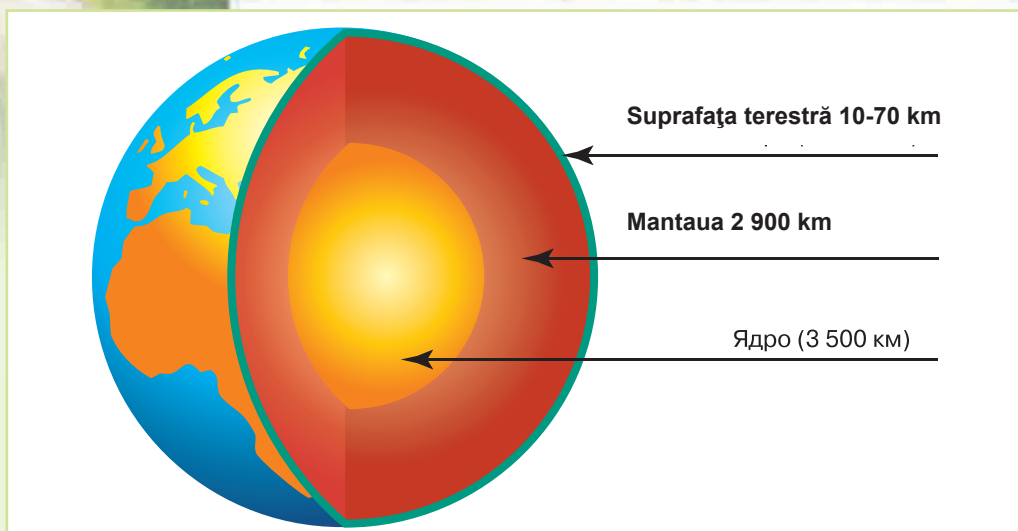 Suprafaţa terestră 10-70 km
Mantaua 2 900 km
Ядро (3 500 км)